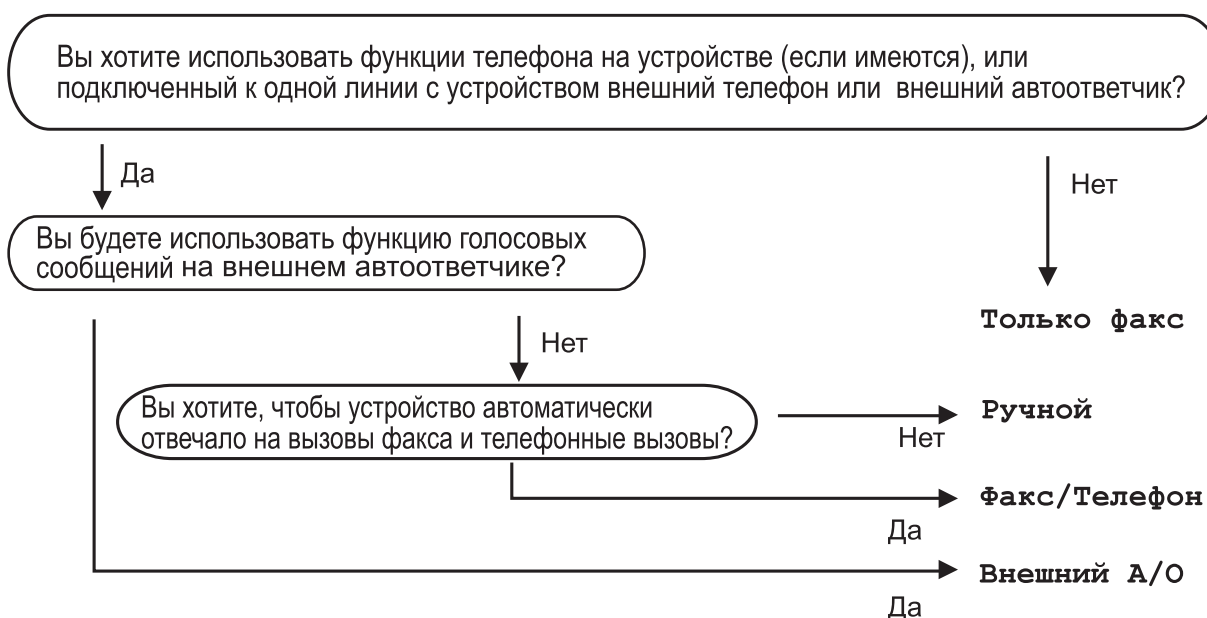 Вы хотите использовать функции телефона на устройстве (если имеются), или
подключенный к одной линии с устройством внешний телефон или внешний автоответчик?
Да
Нет
Вы будете использовать функцию голосовых
сообщений на внешнем автоответчике?
Только факс
Нет
Вы хотите, чтобы устройство автоматически
отвечало на вызовы факса и телефонные вызовы?
Нет
Ручной
Да
Факс/Телефон
Да
Внешний А/О